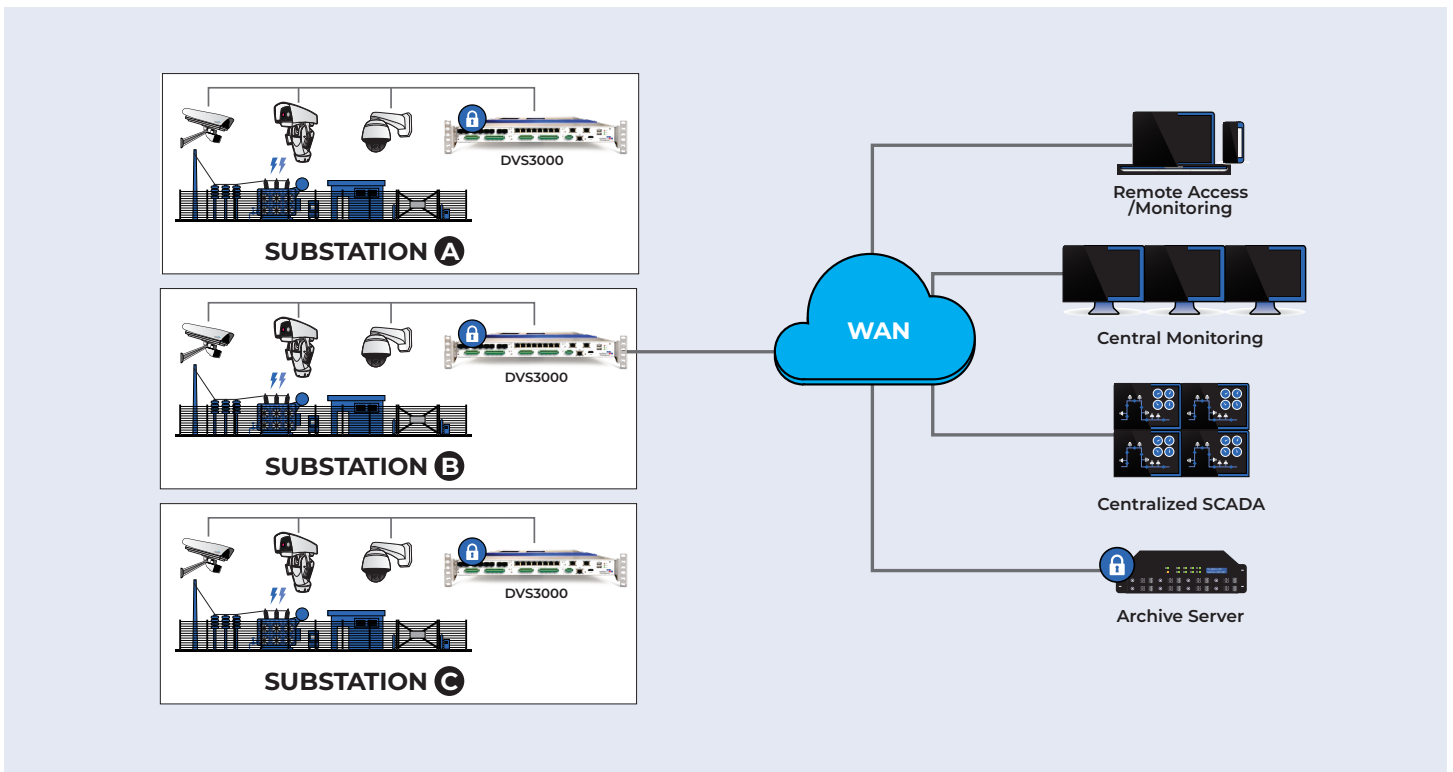 DVS3000
SUBSTATION A
DVS3000
SUBSTATION B
DVS3000
SUBSTATION C
WAN
Remote Access
/Monitoring
Central Monitoring
Centralized SCADA
Archive Server